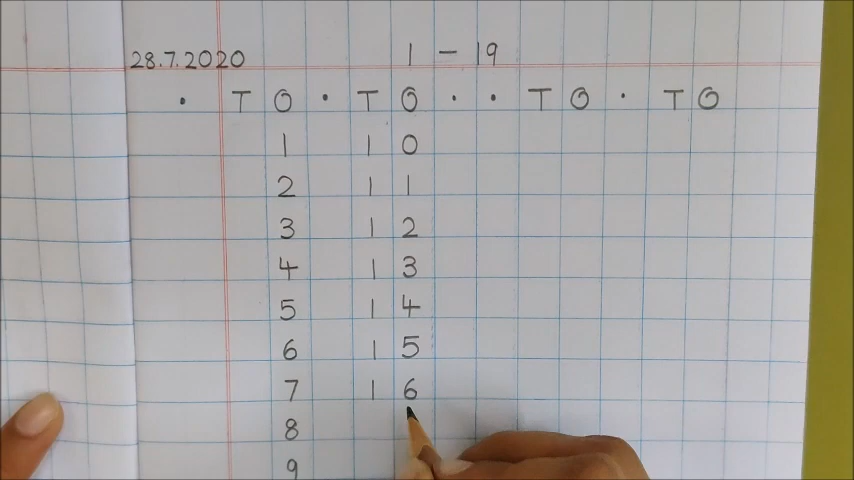 28.7.2020 1 - 19
. T O . T O . . T O . T O
1 1 0
2 1 1
3 1 2
4 1 3
5 1 4
6 1 5
7 1 6
8
9